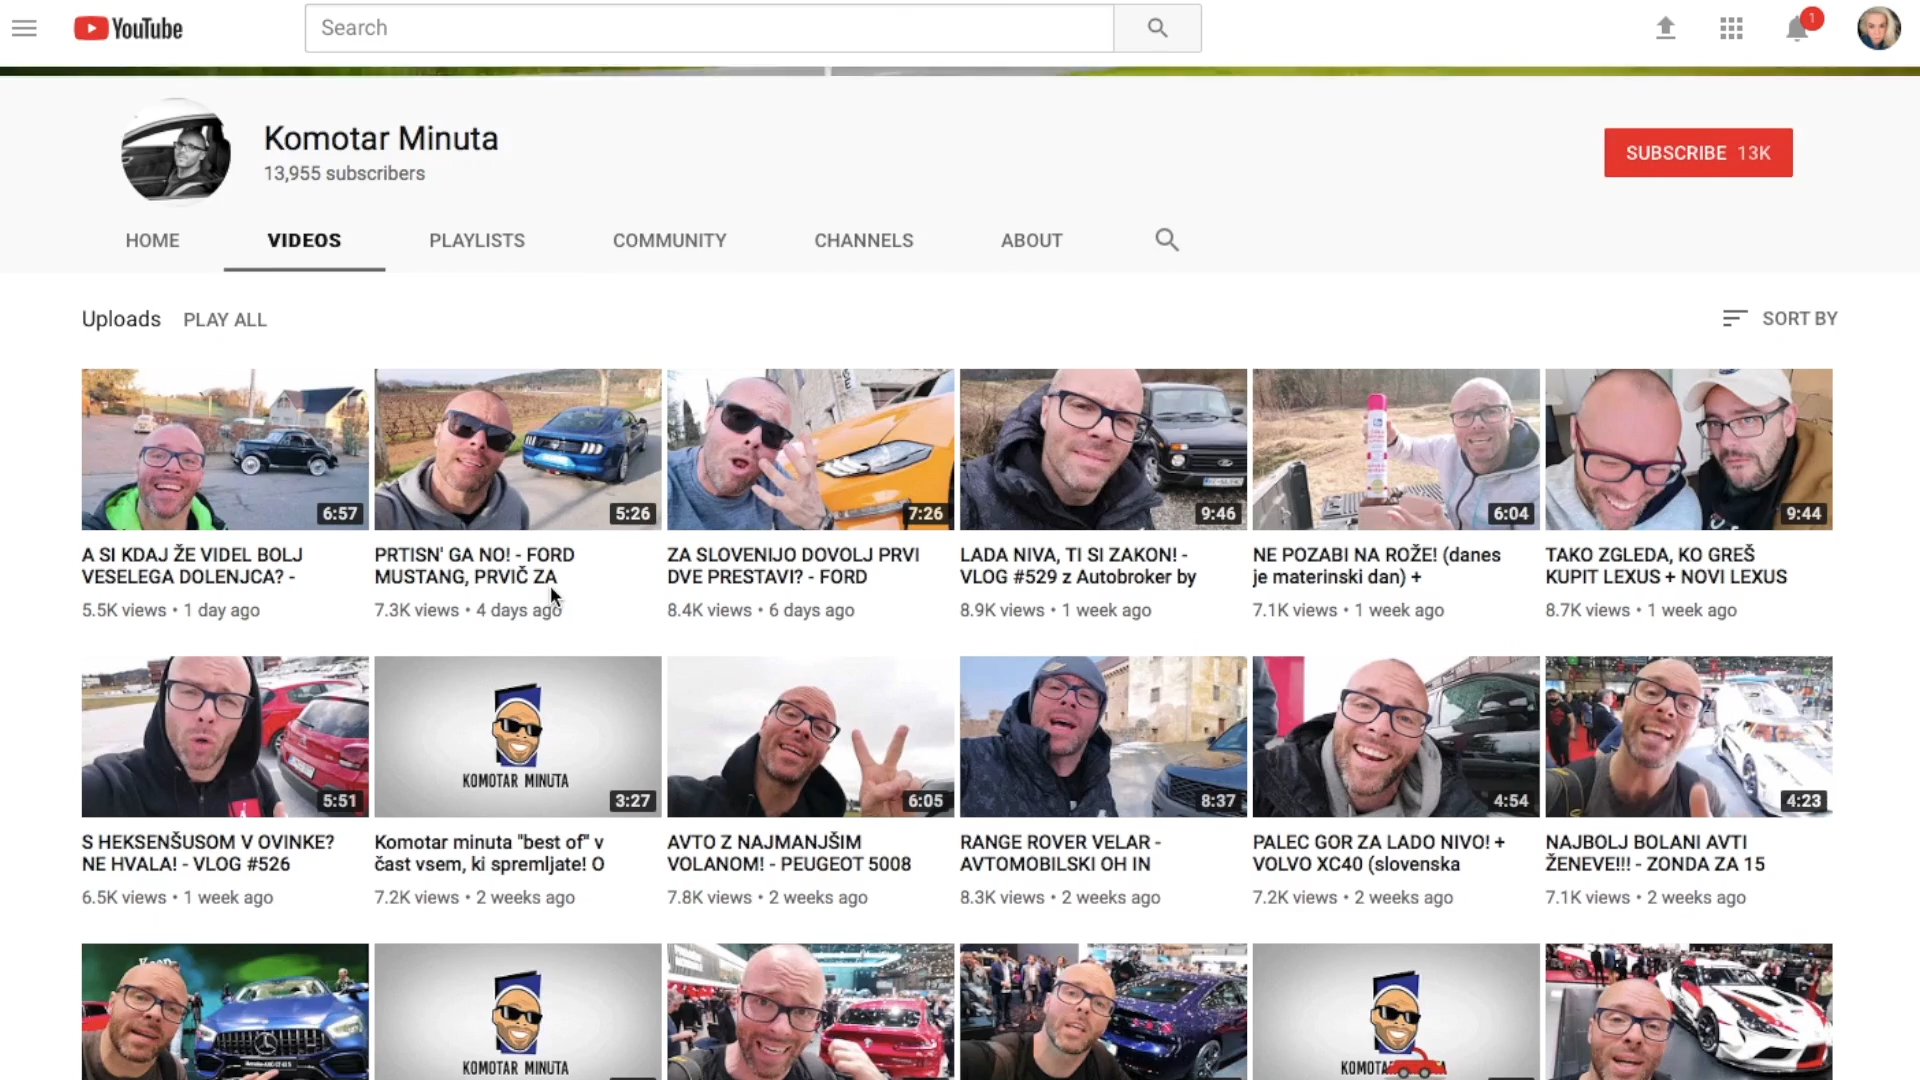 YouTube
Search
1
Komotar Minuta
13,955 subscribers
SUBSCRIBE 13K
HOME
VIDEOS
PLAYLISTS
COMMUNITY
CHANNELS
ABOUT
Uploads
PLAY ALL
SORT BY
6:57
5:26
7:26
9:46
6:04
9:44
A SI KDAJ ŽE VIDEL BOLJ
VESELEGA DOLENJCA? -
5.5K views • 1 day ago
PRTISN' GA NO! - FORD
MUSTANG, PRVIČ ZA
7.3K views • 4 days ago
ZA SLOVENIJO DOVOLJ PRVI
DVE PRESTAVI? - FORD
8.4K views • 6 days ago
LADA NIVA, TI SI ZAKON! -
VLOG #529 z Autobroker by
8.9K views • 1 week ago
NE POZABI NA ROŽE! (danes
je materinski dan) +
7.1K views • 1 week ago
TAKO ZGLEDA, KO GREŠ
KUPIT LEXUS + NOVI LEXUS
8.7K views • 1 week ago
5:51
KOMOTAR MINUTA
3:27
6:05
8:37
4:54
4:23
S HEKSENŠUSOM V OVINKE?
NE HVALA! - VLOG #526
6.5K views • 1 week ago
Komotar minuta "best of" v
čast vsem, ki spremljate! O
7.2K views • 2 weeks ago
AVTO Z NAJMANJŠIM
VOLANOM! - PEUGEOT 5008
7.8K views • 2 weeks ago
RANGE ROVER VELAR -
AVTOMOBILSKI OH IN
8.3K views • 2 weeks ago
PALEC GOR ZA LADO NIVO! +
VOLVO XC40 (slovenska
7.2K views • 2 weeks ago
NAJBOLJ BOLANI AVTI
ŽENEVE!!! - ZONDA ZA 15
7.1K views • 2 weeks ago
KOMOTAR MINUTA